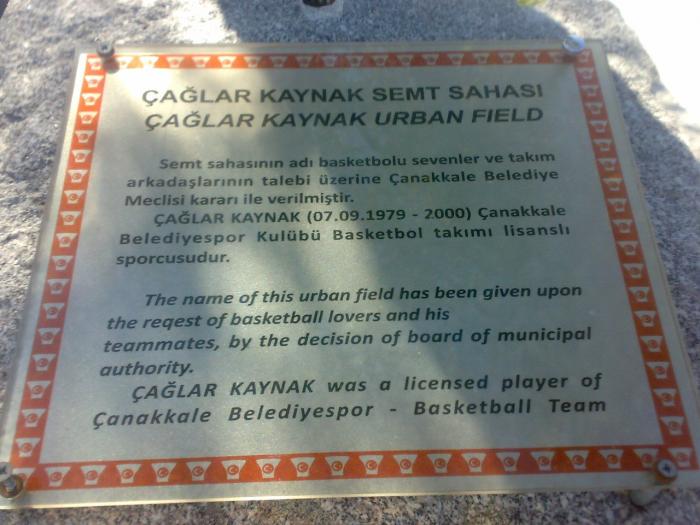 ÇAĞLAR KAYNAK SEMT SAHASI
ÇAĞLAR KAYNAK URBAN FIELD
Semt sahasının adı basketbolu sevenler ve takım
arkadaşlarının talebi üzerine Çanakkale Belediye
Meclisi kararı ile verilmiştir.
ÇAĞLAR KAYNAK (07.09.1979 - 2000) Çanakkale
Belediyespor Kulübü Basketbol takımı lisanslı
sporcusudur.
The name of this urban field has been given upon
the reqest of basketball lovers and his
teammates, by the decision of board of municipal
authority.
ÇAĞLAR KAYNAK was a licensed player of
Çanakkale Belediyespor - Basketball Team